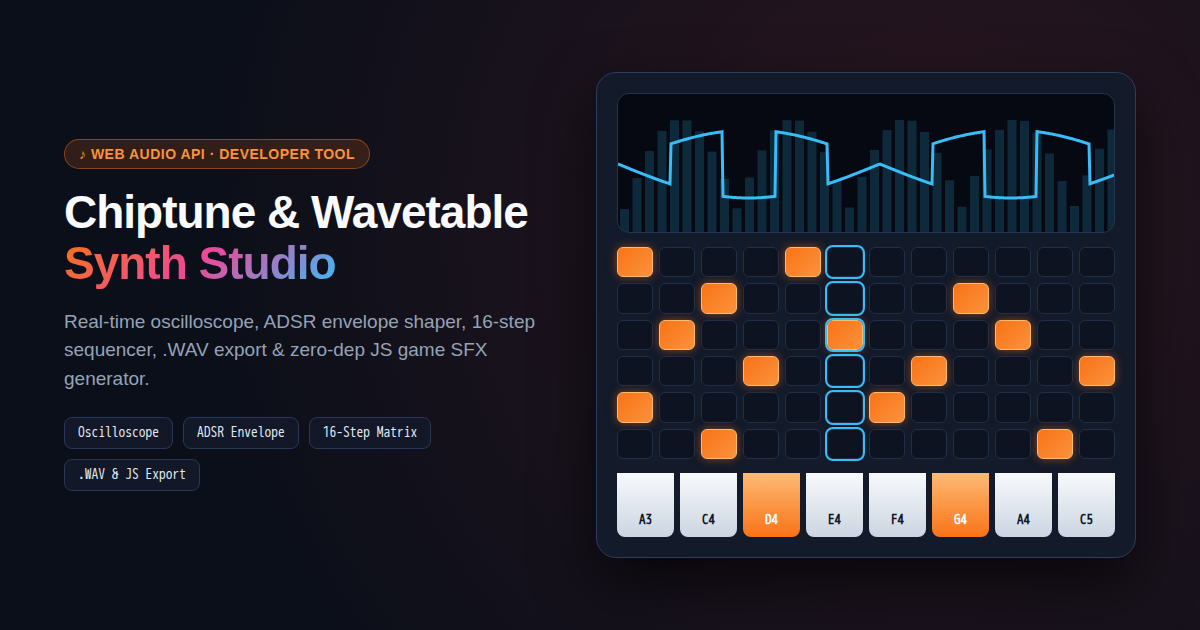 ♪ WEB AUDIO API · DEVELOPER TOOL
Chiptune & Wavetable
Synth Studio
Real-time oscilloscope, ADSR envelope shaper, 16-step
sequencer, .WAV export & zero-dep JS game SFX
generator.
Oscilloscope ADSR Envelope 16-Step Matrix
.WAV & JS Export
A3 C4 D4 E4 F4 G4 A4 C5